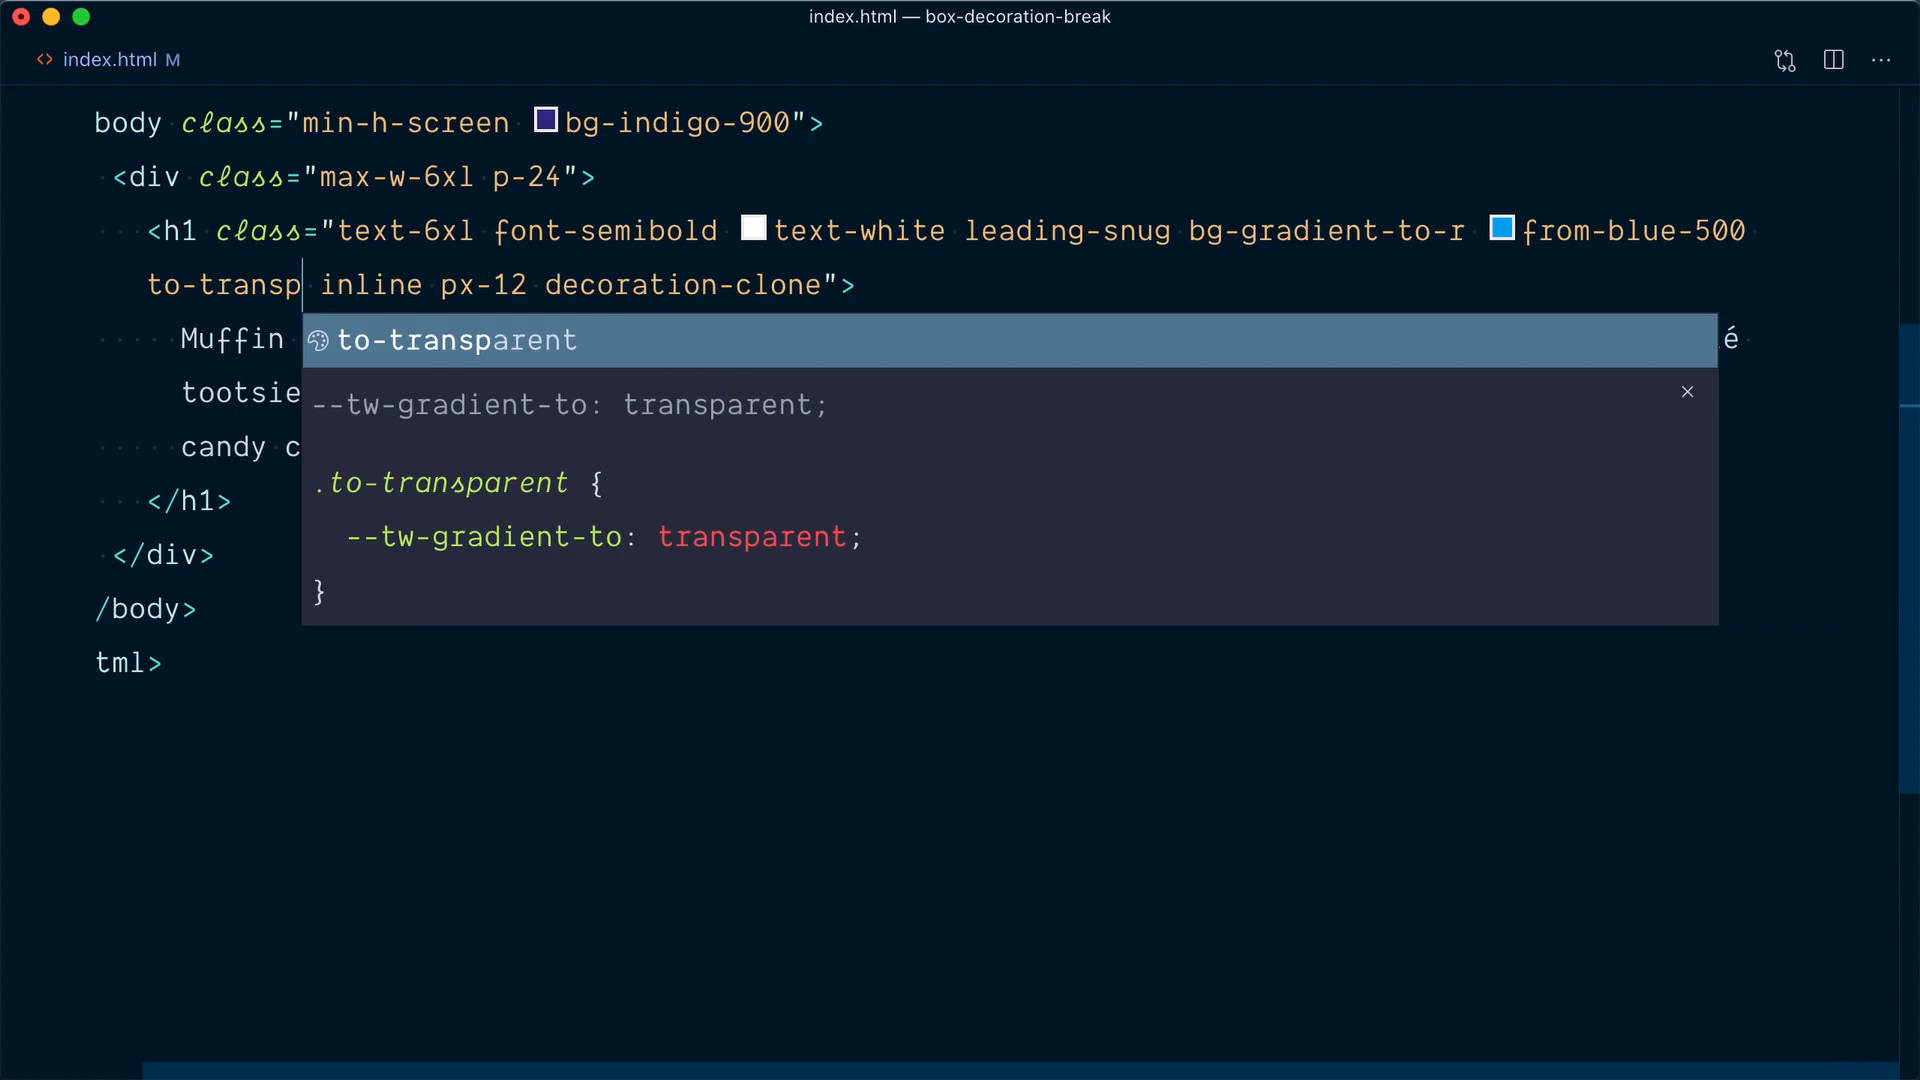 index.html — box-decoration-break
<> index.html M ···
body class="min-h-screen bg-indigo-900">
<div class="max-w-6xl p-24">
<h1 class="text-6xl font-semibold text-white leading-snug bg-gradient-to-r from-blue-500
to-transp inline px-12 decoration-clone">
Muffin é
to-transparent
tootsie
--tw-gradient-to: transparent;
candy c
.to-transparent {
</h1>
--tw-gradient-to: transparent;
</div>
}
/body>
tml>